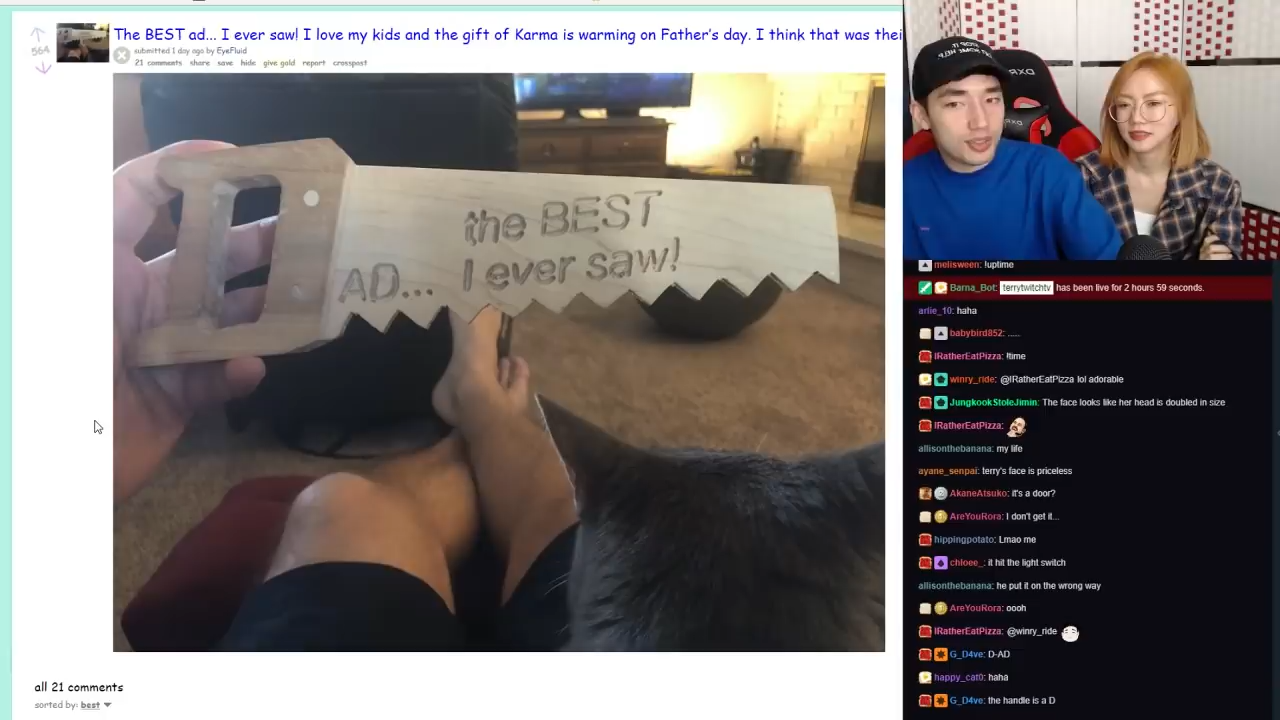 564
The BEST ad... I ever saw! I love my kids and the gift of Karma is warming on Father's day. I think that was thei
submitted 1 day ago by EyeFluid
21 comments share save hide give gold report crosspost
the BEST
AD... I ever saw!
all 21 comments
sorted by: best
DXR
melisween: !uptime
Barna_Bot: terrytwitchtv has been live for 2 hours 59 seconds.
arlie_10: haha
babybird852: .....
IRatherEatPizza: !time
winry_ride: @IRatherEatPizza lol adorable
JungkookStoleJimin: The face looks like her head is doubled in size
IRatherEatPizza:
allisonthebanana: my life
ayane_senpai: terry's face is priceless
AkaneAtsuko: it's a door?
AreYouRora: I don't get it...
hippingpotato: Lmao me
chloee_: it hit the light switch
allisonthebanana: he put it on the wrong way
AreYouRora: oooh
IRatherEatPizza: @winry_ride
G_D4ve: D-AD
happy_cat0: haha
G_D4ve: the handle is a D